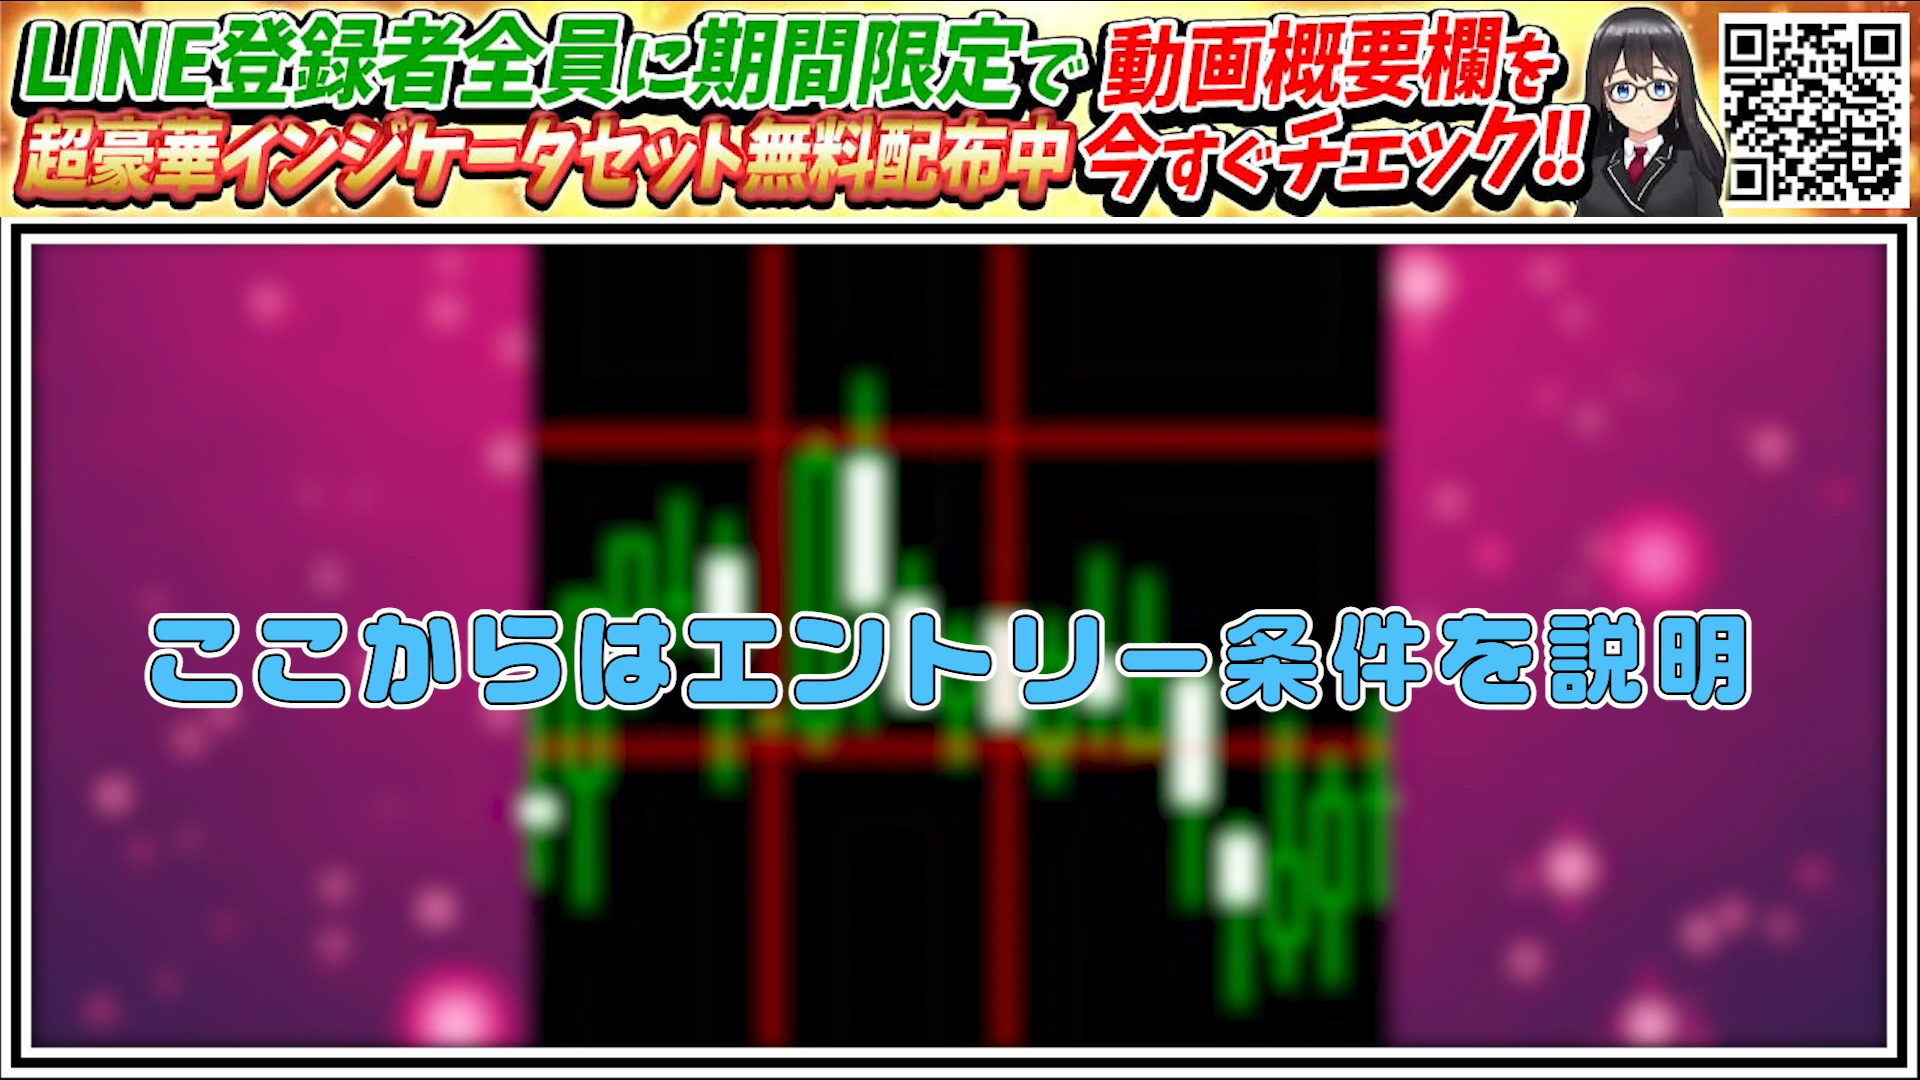 LINE登録者全員に期間限定で
超豪華インジケータセット無料配布中
動画概要欄を
今すぐチェック!!
ここからはエントリー条件を説明